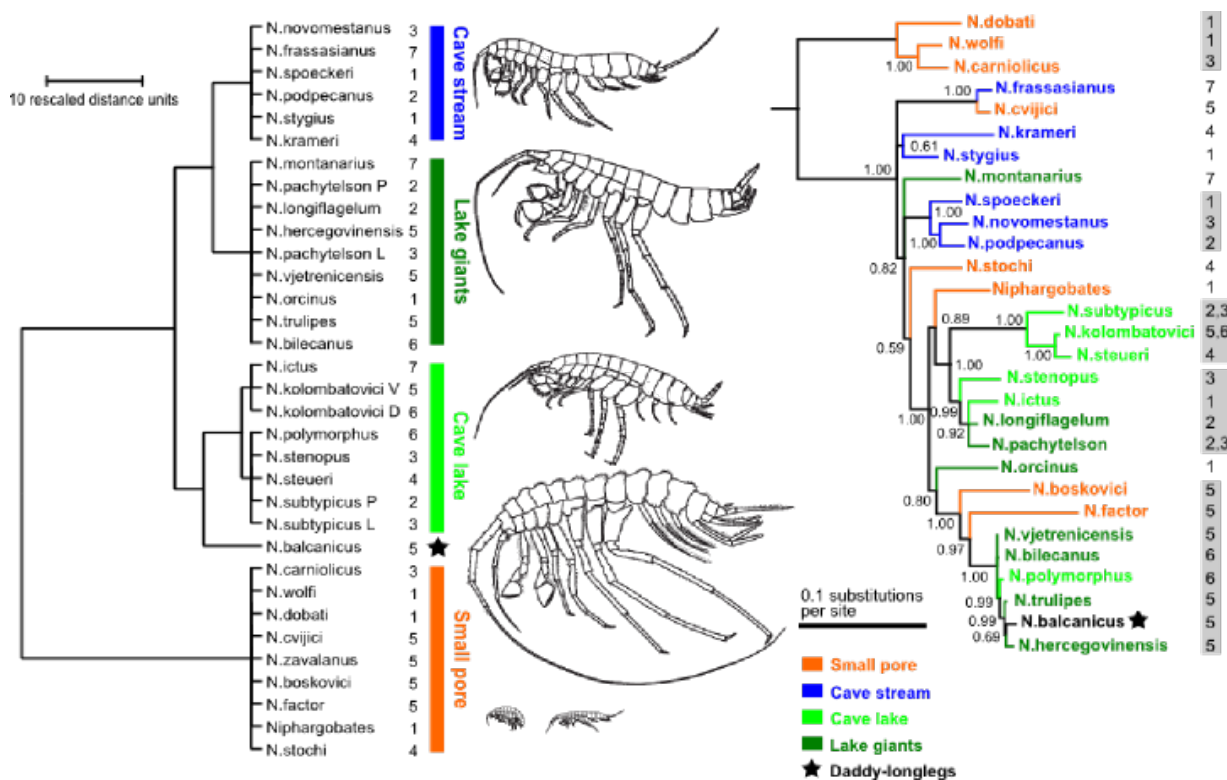 10 rescaled distance units
N.novomestanus 3
N.frassasianus 7
N.spoeckeri 1
N.podpecanus 2
N.stygius 1
N.krameri 4
N.montanarius 7
N.pachytelson P 2
N.longiflagelum 2
N.hercegovinensis 5
N.pachytelson L 3
N.vjetrenicensis 5
N.orcinus 1
N.trulipes 5
N.bilecanus 6
N.ictus 7
N.kolombatovici V 5
N.kolombatovici D 6
N.polymorphus 6
N.stenopus 3
N.steueri 4
N.subtypicus P 2
N.subtypicus L 3
N.balcanicus 5
N.carniolicus 3
N.wolfi 1
N.dobati 1
N.cvijici 5
N.zavalanus 5
N.boskovici 5
N.factor 5
Niphargobates 1
N.stochi 4
Cave stream
Lake giants
Cave lake
Small pore
N.dobati 1
N.wolfi 1
1.00 N.carniolicus 3
1.00 N.frassasianus 7
N.cvijici 5
N.krameri 4
0.61 N.stygius 1
1.00
N.montanarius 7
N.spoeckeri 1
1.00 N.novomestanus 3
1.00 N.podpecanus 2
0.82 N.stochi 4
Niphargobates 1
N.subtypicus 2,3
0.89 1.00 N.kolombatovici 5,6
0.59 1.00 N.steueri 4
1.00
N.stenopus 3
N.ictus 1
0.99 N.longiflagelum 2
1.00 0.92 N.pachytelson 2,3
N.orcinus 1
N.boskovici 5
0.80
N.factor 5
1.00
N.vjetrenicensis 5
0.97 N.bilecanus 6
1.00 N.polymorphus 6
0.99 N.trulipes 5
0.99 N.balcanicus 5
0.69 N.hercegovinensis 5
0.1 substitutions
per site
Small pore
Cave stream
Cave lake
Lake giants
Daddy-longlegs